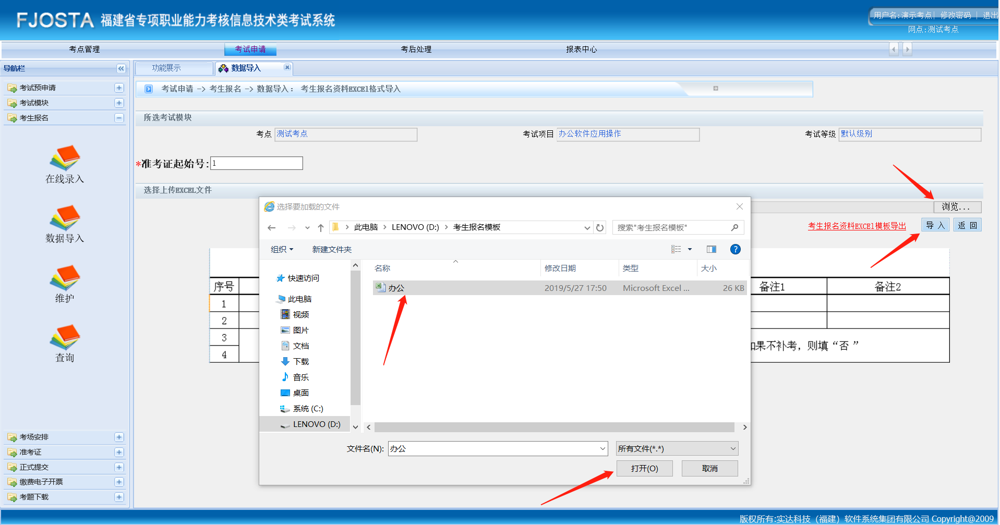 FJOSTA 福建省专项职业能力考核信息技术类考试系统
用户名:演示考点| 修改密码 | 退出
网点:测试考点
考点管理 考试申请 考后处理 报表中心
导航栏
功能展示 数据导入
考试预申请
考试模块
考生报名
在线录入
数据导入
维护
查询
考场安排
准考证
正式提交
缴费电子开票
考题下载
考试申请 -> 考生报名 -> 数据导入: 考生报名资料EXCEl格式导入
所选考试模块
考点 测试考点 考试项目 办公软件应用操作 考试等级 默认级别
*准考证起始号: 1
选择上传EXCEL文件
浏览...
考生报名资料EXCEl模板导出 导 入 返 回
序号 备注1 备注2
1
2
3
4
如果不补考，则填“否 ”
选择要加载的文件
此电脑 LENOVO (D:) 考生报名模板
搜索"考生报名模板"
组织 新建文件夹
名称 修改日期 类型 大小
办公 2019/5/27 17:50 Microsoft Excel ... 26 KB
快速访问
此电脑
视频
图片
文档
下载
音乐
桌面
系统 (C:)
LENOVO (D:)
文件名(N): 办公 所有文件(*.*)
打开(O) 取消
版权所有:实达科技（福建）软件系统集团有限公司 Copyright@2009